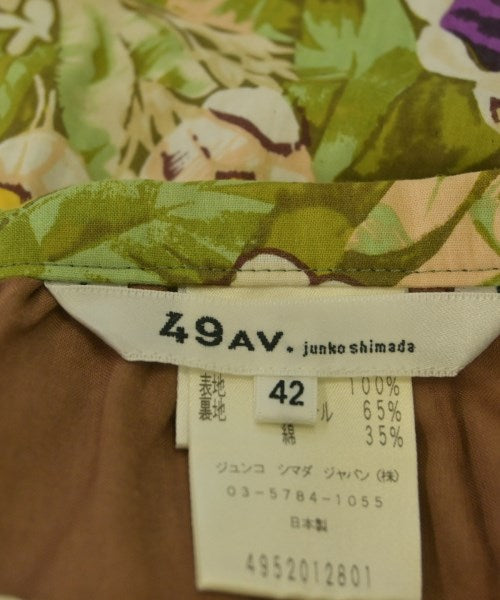 49AV. junko shimada
42
表地 100%
裏地 ル 65%
綿 35%
ジュンコ シマダ ジャパン(株)
03-5784-1055
日本製
4952012801